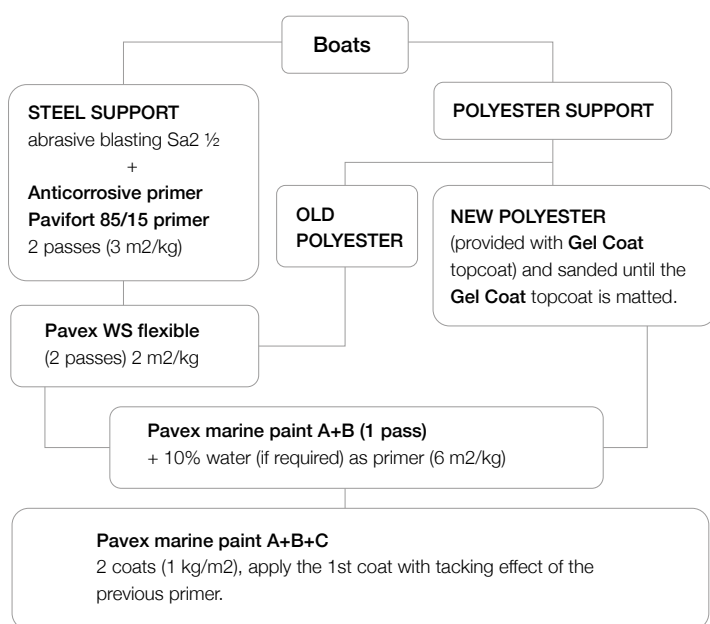 Boats
STEEL SUPPORT
abrasive blasting Sa2 ½
+
Anticorrosive primer
Pavifort 85/15 primer
2 passes (3 m2/kg)
POLYESTER SUPPORT
OLD
POLYESTER
NEW POLYESTER
(provided with Gel Coat
topcoat) and sanded until the
Gel Coat topcoat is matted.
Pavex WS flexible
(2 passes) 2 m2/kg
Pavex marine paint A+B (1 pass)
+ 10% water (if required) as primer (6 m2/kg)
Pavex marine paint A+B+C
2 coats (1 kg/m2), apply the 1st coat with tacking effect of the
previous primer.